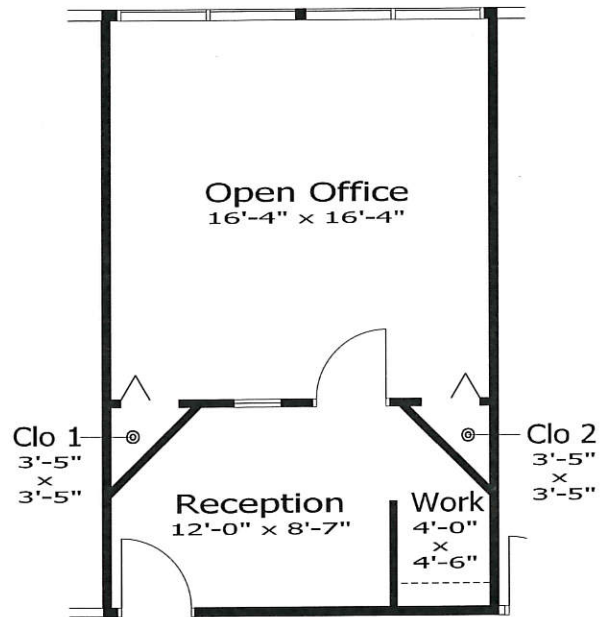 Open Office
16'-4" x 16'-4"
Clo 1
3'-5"
x
3'-5"
Clo 2
3'-5"
x
3'-5"
Reception
12'-0" x 8'-7"
Work
4'-0"
x
4'-6"